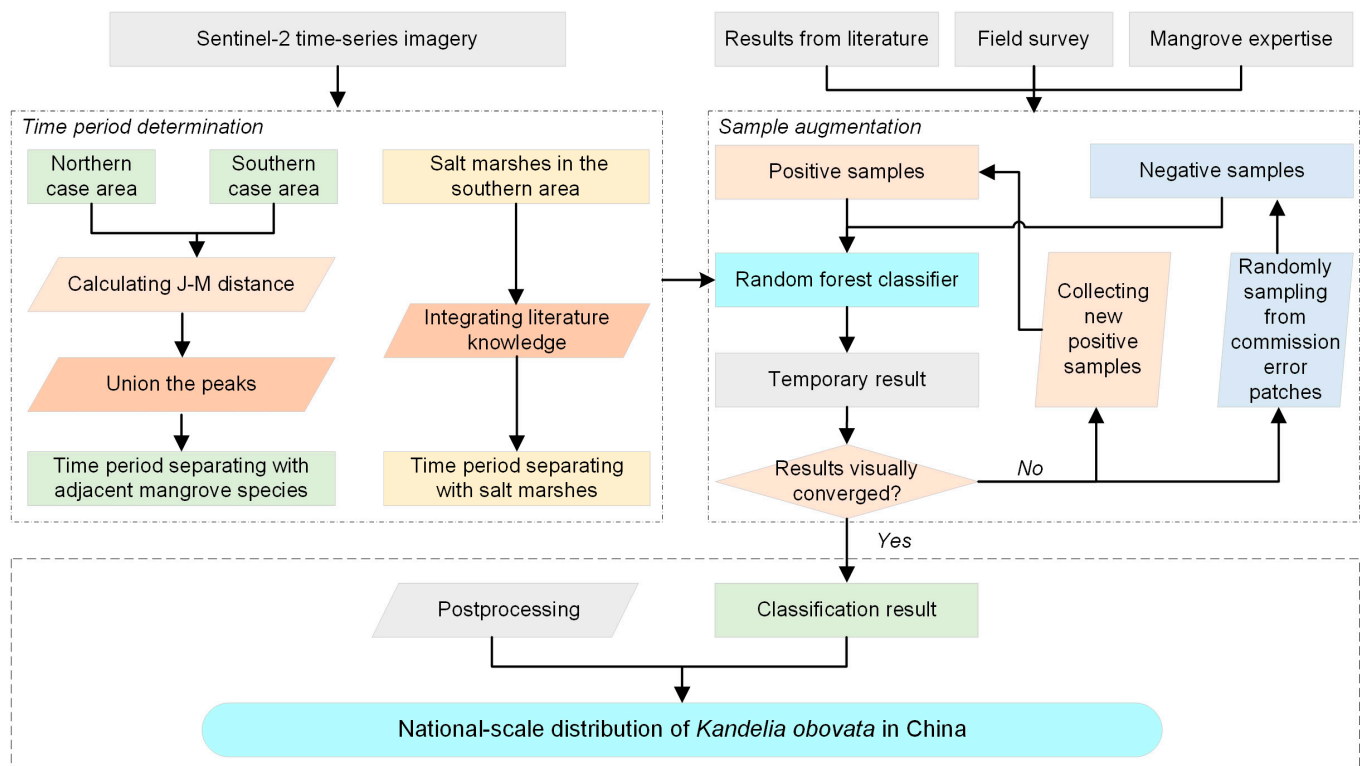 Sentinel-2 time-series imagery
Results from literature
Field survey
Mangrove expertise
Time period determination
Northern
case area
Southern
case area
Salt marshes in the
southern area
Calculating J-M distance
Integrating literature
knowledge
Union the peaks
Time period separating with
adjacent mangrove species
Time period separating
with salt marshes
Sample augmentation
Positive samples
Negative samples
Random forest classifier
Collecting
new
positive
samples
Randomly
sampling
from
commission
error
patches
Temporary result
Results visually
converged?
No
Yes
Postprocessing
Classification result
National-scale distribution of Kandelia obovata in China